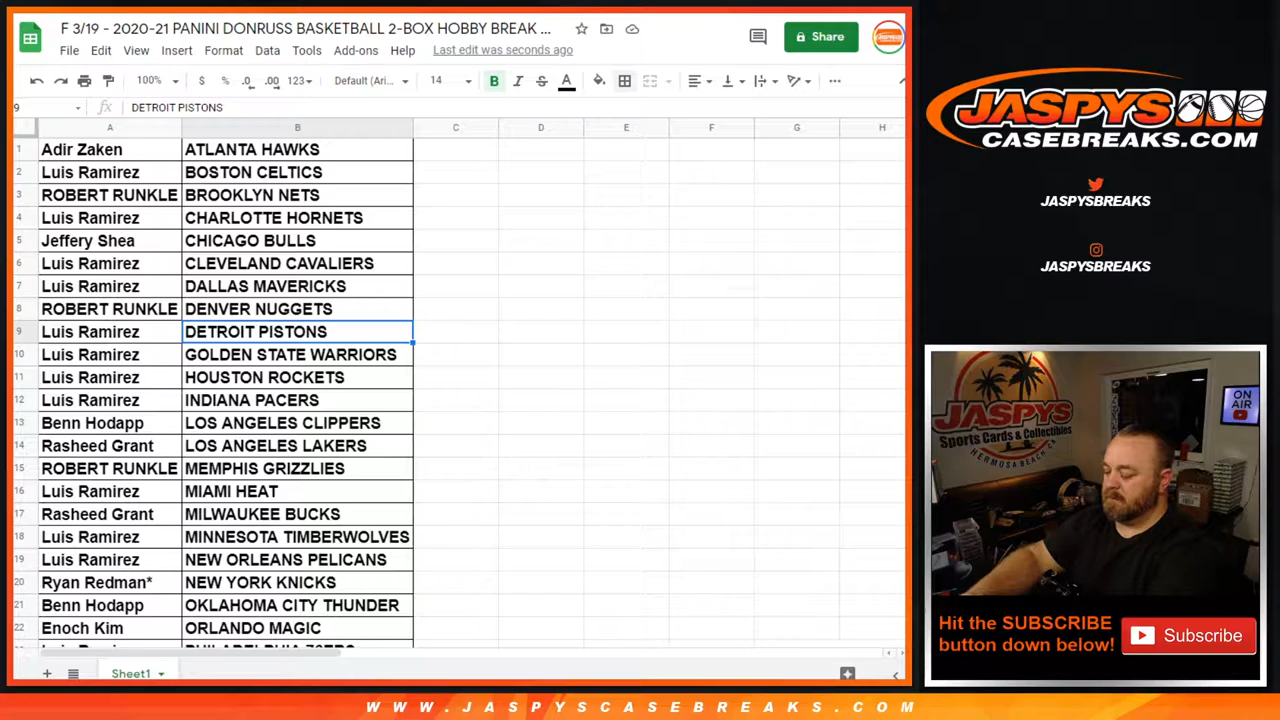 F 3/19 - 2020-21 PANINI DONRUSS BASKETBALL 2-BOX HOBBY BREAK ...
Share
File Edit View Insert Format Data Tools Add-ons Help Last edit was seconds ago
100% $ % .0 .00 123 Default (Ari... 14 B I S A
9 fx DETROIT PISTONS
A B C D E F G H
1 Adir Zaken ATLANTA HAWKS
2 Luis Ramirez BOSTON CELTICS
3 ROBERT RUNKLE BROOKLYN NETS
4 Luis Ramirez CHARLOTTE HORNETS
5 Jeffery Shea CHICAGO BULLS
6 Luis Ramirez CLEVELAND CAVALIERS
7 Luis Ramirez DALLAS MAVERICKS
8 ROBERT RUNKLE DENVER NUGGETS
9 Luis Ramirez DETROIT PISTONS
10 Luis Ramirez GOLDEN STATE WARRIORS
11 Luis Ramirez HOUSTON ROCKETS
12 Luis Ramirez INDIANA PACERS
13 Benn Hodapp LOS ANGELES CLIPPERS
14 Rasheed Grant LOS ANGELES LAKERS
15 ROBERT RUNKLE MEMPHIS GRIZZLIES
16 Luis Ramirez MIAMI HEAT
17 Rasheed Grant MILWAUKEE BUCKS
18 Luis Ramirez MINNESOTA TIMBERWOLVES
19 Luis Ramirez NEW ORLEANS PELICANS
20 Ryan Redman* NEW YORK KNICKS
21 Benn Hodapp OKLAHOMA CITY THUNDER
22 Enoch Kim ORLANDO MAGIC
Luis Ramirez PHILADELPHIA 76ERS
Sheet1
JASPYS
CASEBREAKS.COM
JASPYSBREAKS
JASPYSBREAKS
JASPYS
Sports Cards & Collectibles
HERMOSA BEACH CA
ON AIR
Hit the SUBSCRIBE
button down below!
Subscribe
WWW.JASPYSCASEBREAKS.COM